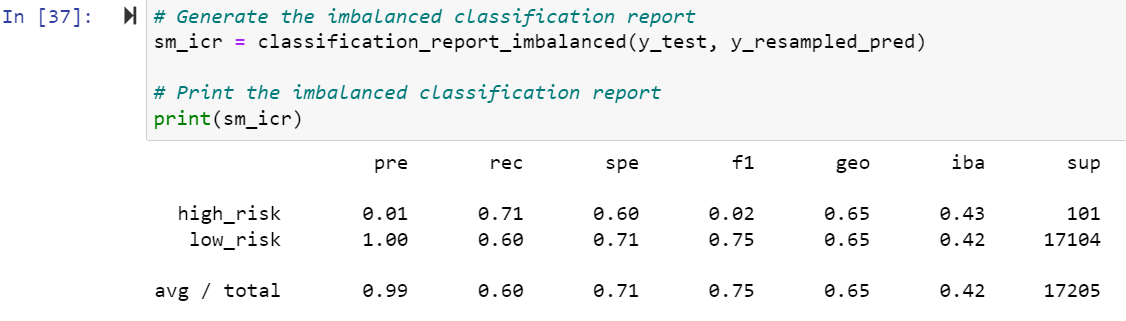 In [37]: # Generate the imbalanced classification report
sm_icr = classification_report_imbalanced(y_test, y_resampled_pred)
# Print the imbalanced classification report
print(sm_icr)
pre rec spe f1 geo iba sup
high_risk 0.01 0.71 0.60 0.02 0.65 0.43 101
low_risk 1.00 0.60 0.71 0.75 0.65 0.42 17104
avg / total 0.99 0.60 0.71 0.75 0.65 0.42 17205